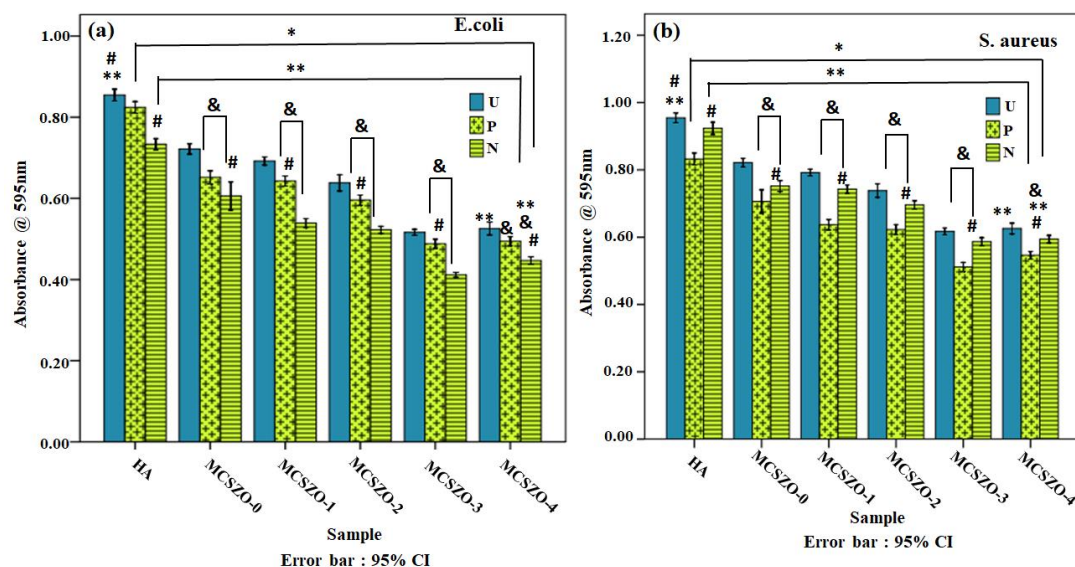 (a)
E.coli
1.00
0.80
0.60
0.40
0.20
0.00
Absorbance @ 595nm
*
**
#
**
#
&
#
&
#
&
#
&
#
**
&
**
&
#
U
P
N
HA
MCSZO-0
MCSZO-1
MCSZO-2
MCSZO-3
MCSZO-4
Sample
Error bar : 95% CI
(b)
S. aureus
1.20
1.00
0.80
0.60
0.40
0.20
0.00
Absorbance @ 595nm
*
**
#
**
#
&
#
&
#
&
#
&
#
**
&
**
#
U
P
N
HA
MCSZO-0
MCSZO-1
MCSZO-2
MCSZO-3
MCSZO-4
Sample
Error bar : 95% CI